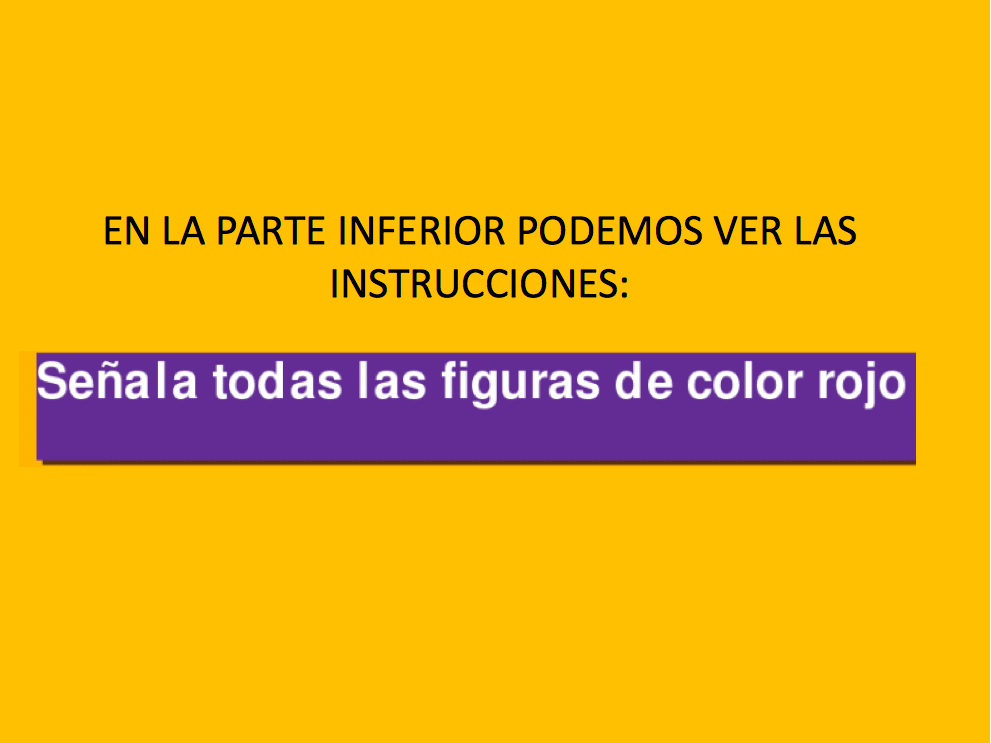 EN LA PARTE INFERIOR PODEMOS VER LAS
INSTRUCCIONES:
Señala todas las figuras de color rojo